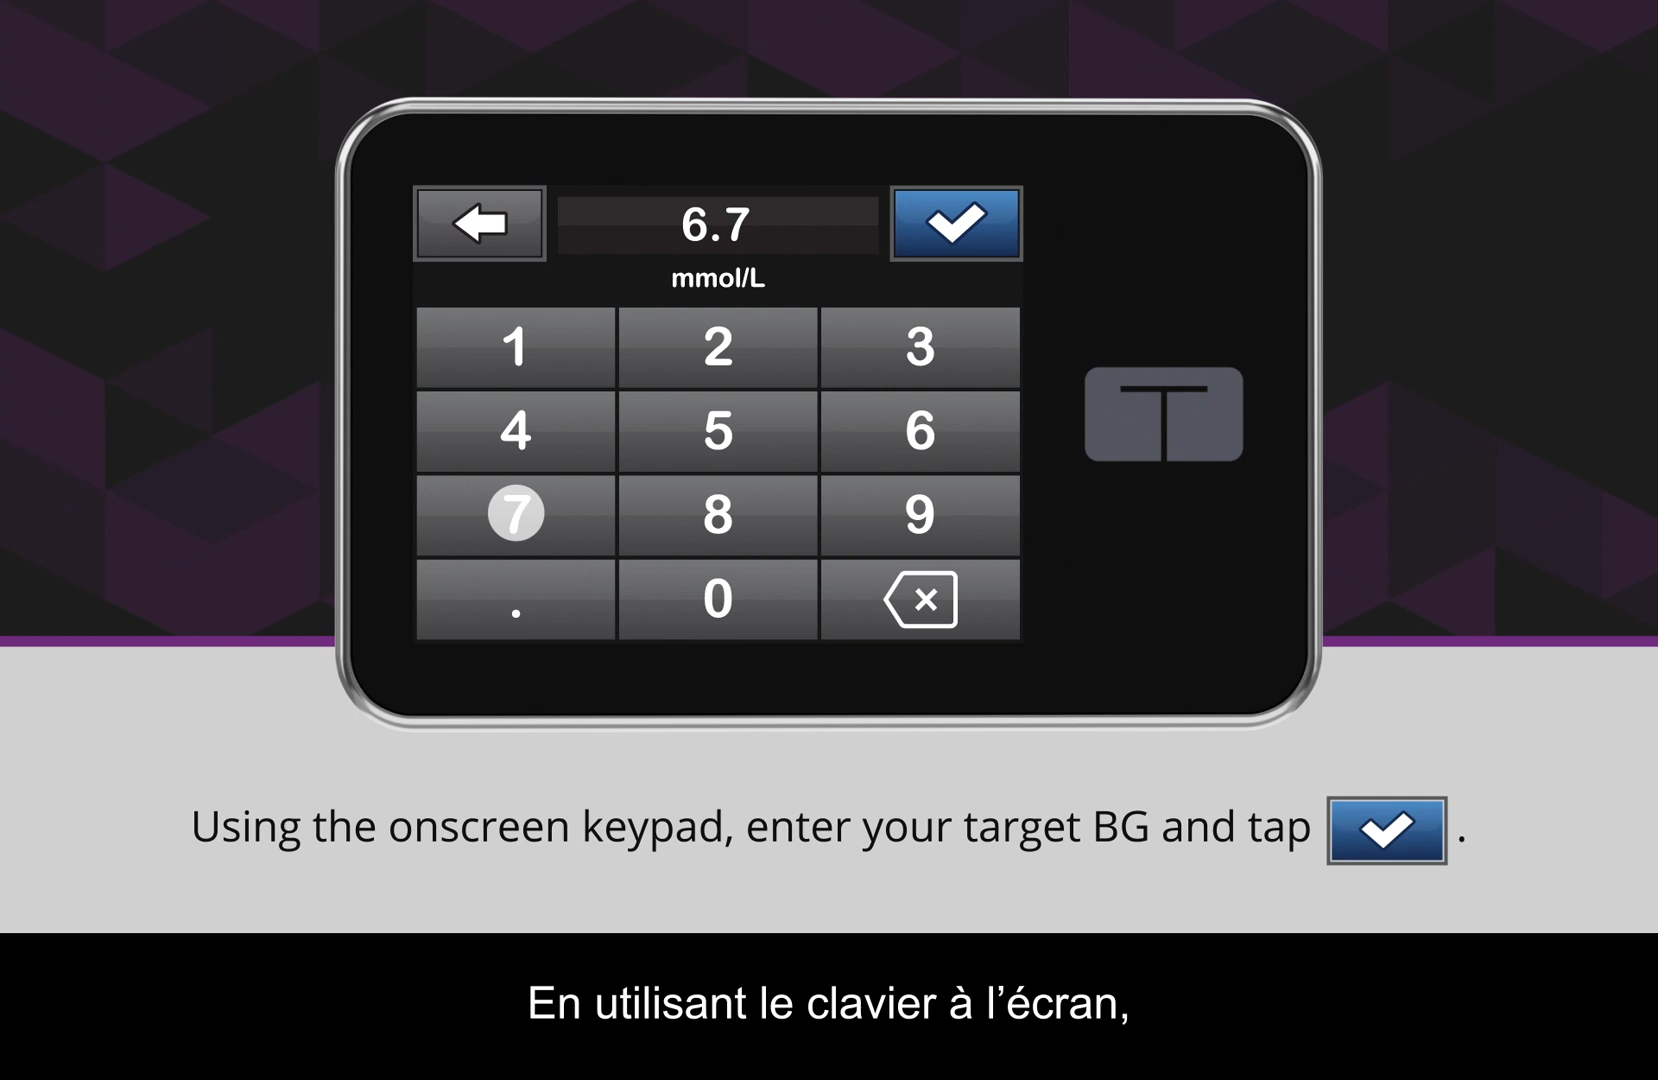 6.7
mmol/L
1 2 3
4 5 6
7 8 9
. 0
Using the onscreen keypad, enter your target BG and tap .
En utilisant le clavier à l’écran,